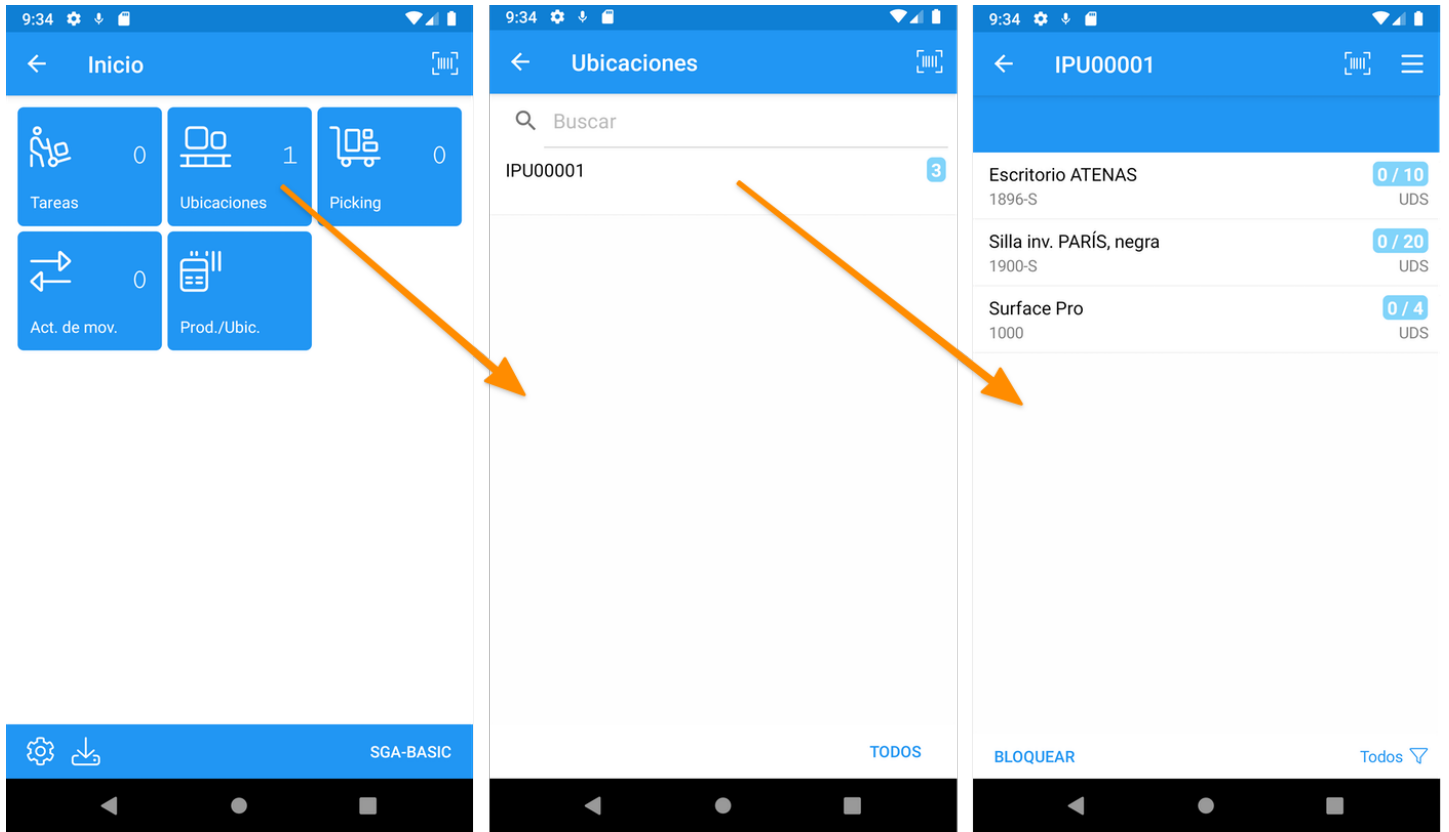 9:34
Inicio
0
1
0
Tareas
Ubicaciones
Picking
0
Act. de mov.
Prod./Ubic.
SGA-BASIC
9:34
Ubicaciones
Buscar
IPU00001
3
TODOS
9:34
IPU00001
Escritorio ATENAS
0 / 10
1896-S
UDS
Silla inv. PARÍS, negra
0 / 20
1900-S
UDS
Surface Pro
0 / 4
1000
UDS
BLOQUEAR
Todos